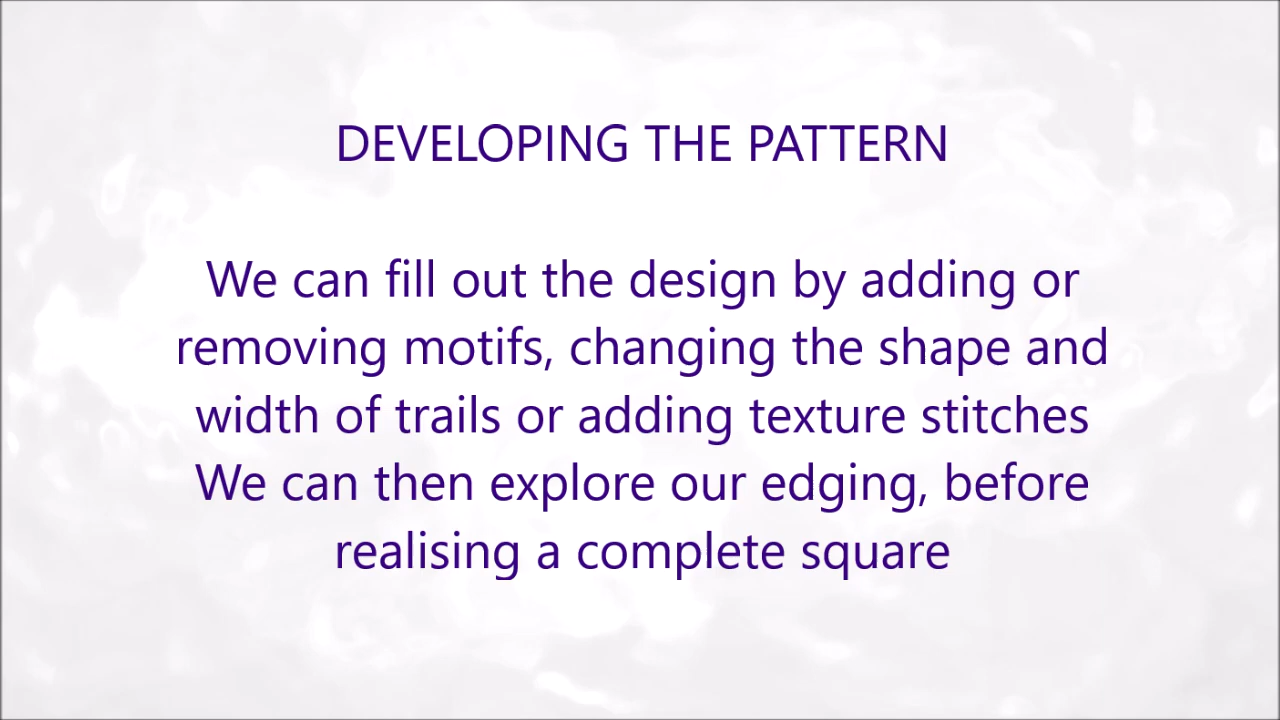 DEVELOPING THE PATTERN
We can fill out the design by adding or
removing motifs, changing the shape and
width of trails or adding texture stitches
We can then explore our edging, before
realising a complete square